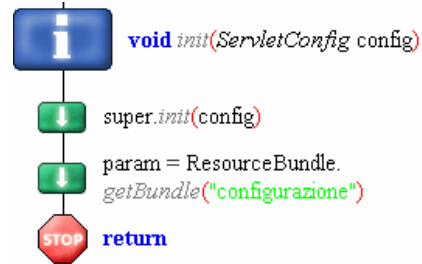 i void init(ServletConfig config)
super.init(config)
param = ResourceBundle.
getBundle("configurazione")
STOP return